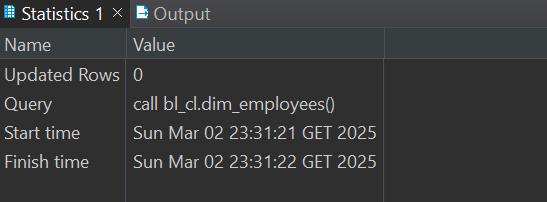 Statistics 1 Output
Name Value
Updated Rows 0
Query call bl_cl.dim_employees()
Start time Sun Mar 02 23:31:21 GET 2025
Finish time Sun Mar 02 23:31:22 GET 2025